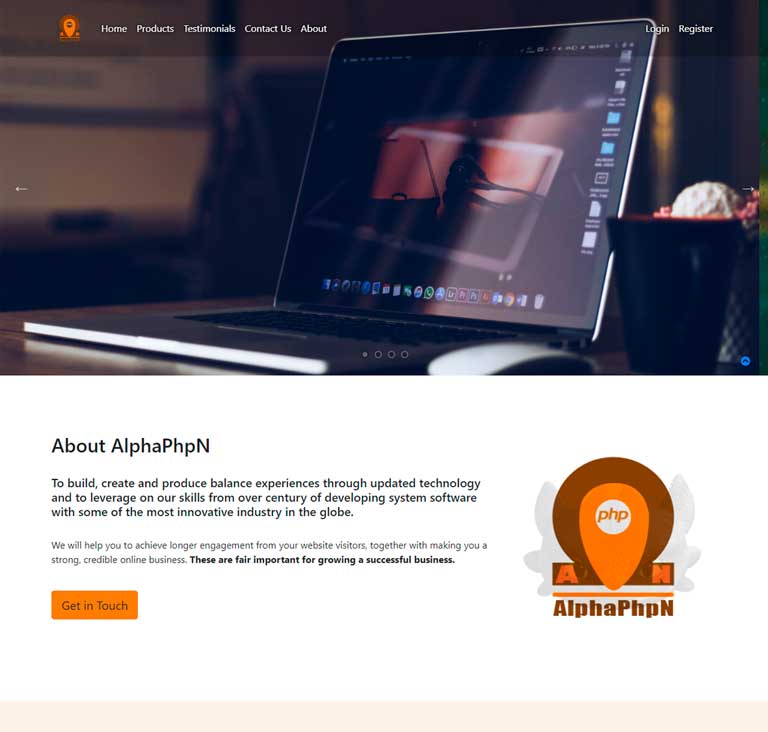 Home Products Testimonials Contact Us About Login Register
About AlphaPhpN
To build, create and produce balance experiences through updated technology
and to leverage on our skills from over century of developing system software
with some of the most innovative industry in the globe.
We will help you to achieve longer engagement from your website visitors, together with making you a
strong, credible online business. These are fair important for growing a successful business.
Get in Touch
php
A N
AlphaPhpN